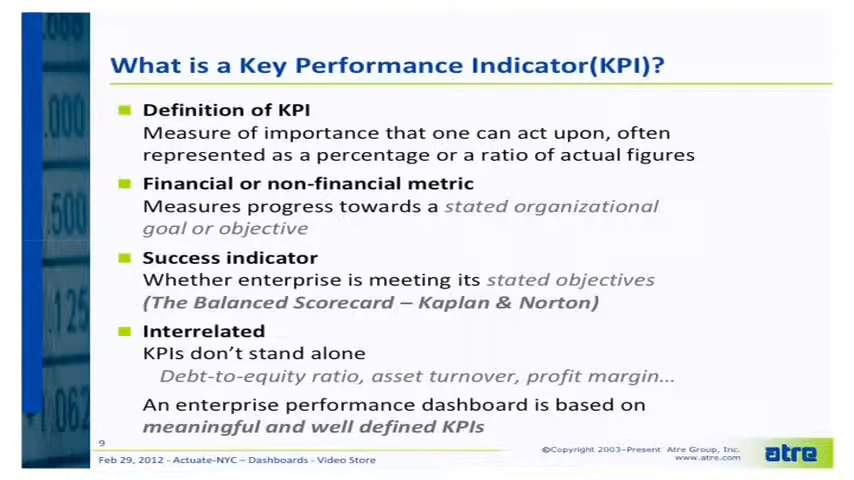 What is a Key Performance Indicator(KPI)?
Definition of KPI
Measure of importance that one can act upon, often
represented as a percentage or a ratio of actual figures
Financial or non-financial metric
Measures progress towards a stated organizational
goal or objective
Success indicator
Whether enterprise is meeting its stated objectives
(The Balanced Scorecard – Kaplan & Norton)
Interrelated
KPIs don't stand alone
Debt-to-equity ratio, asset turnover, profit margin...
An enterprise performance dashboard is based on
meaningful and well defined KPIs
9
Feb 29, 2012 - Actuate-NYC – Dashboards - Video Store
©Copyright 2003-Present Atre Group, Inc.
www.atre.com
atre
.000
.500
.125
1.062